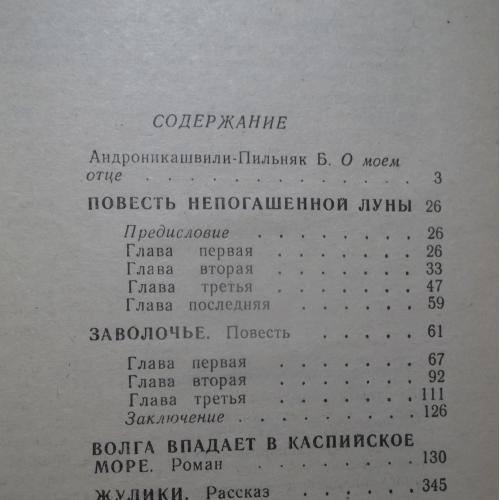 СОДЕРЖАНИЕ
Андроникашвили-Пильняк Б. О моем
отце . . . . . . . . . . . . . 3
ПОВЕСТЬ НЕПОГАШЕННОЙ ЛУНЫ 26
Предисловие . . . . . . . . 26
Глава первая . . . . . . . 26
Глава вторая . . . . . . . 33
Глава третья . . . . . . . 47
Глава последняя . . . . . . 59
ЗАВОЛОЧЬЕ. Повесть . . . . . 61
Глава первая . . . . . . . 67
Глава вторая . . . . . . . 92
Глава третья . . . . . . . 111
Заключение . . . . . . . . 126
ВОЛГА ВПАДАЕТ В КАСПИЙСКОЕ
МОРЕ. Роман . . . . . . . . 130
ЖУЛИКИ. Рассказ . . . . . . 345